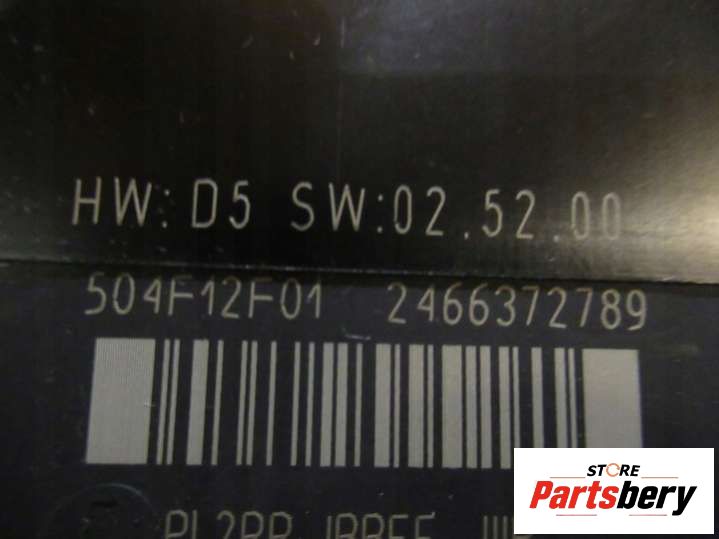 HW: D5 SW:02.52.00
504F12F01 2466372789
STORE
Partsbery